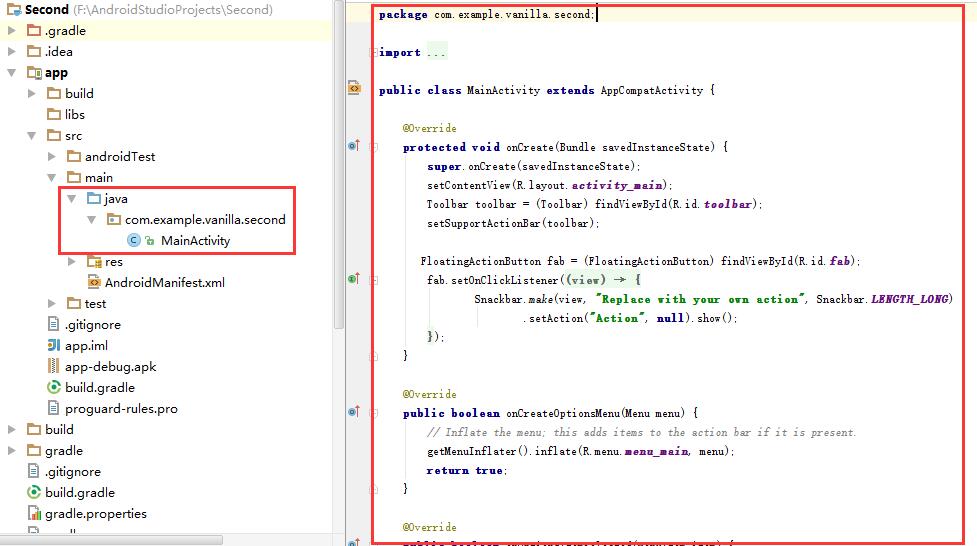 Second (F:\AndroidStudioProjects\Second)
.gradle
.idea
app
build
libs
src
androidTest
main
java
com.example.vanilla.second
MainActivity
res
AndroidManifest.xml
test
.gitignore
app.iml
app-debug.apk
build.gradle
proguard-rules.pro
build
gradle
.gitignore
build.gradle
gradle.properties
package com.example.vanilla.second;
import ...
public class MainActivity extends AppCompatActivity {
@Override
protected void onCreate(Bundle savedInstanceState) {
super.onCreate(savedInstanceState);
setContentView(R.layout.activity_main);
Toolbar toolbar = (Toolbar) findViewById(R.id.toolbar);
setSupportActionBar(toolbar);
FloatingActionButton fab = (FloatingActionButton) findViewById(R.id.fab);
fab.setOnClickListener((view) → {
Snackbar.make(view, "Replace with your own action", Snackbar.LENGTH_LONG)
.setAction("Action", null).show();
});
}
@Override
public boolean onCreateOptionsMenu(Menu menu) {
// Inflate the menu; this adds items to the action bar if it is present.
getMenuInflater().inflate(R.menu.menu_main, menu);
return true;
}
@Override